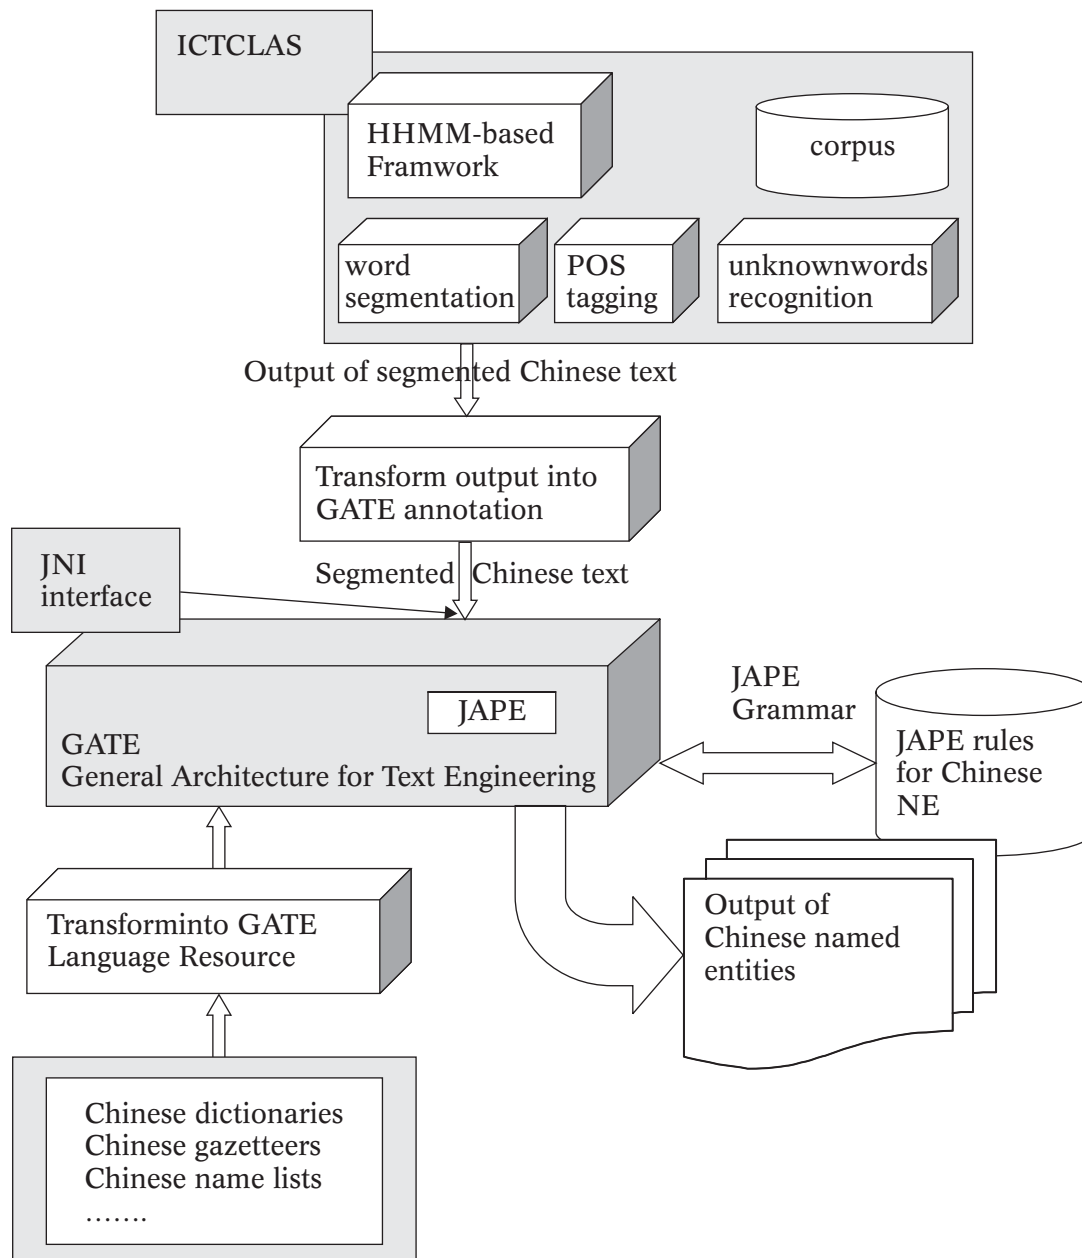 ICTCLAS
HHMM-based
Framwork
corpus
word
segmentation
POS
tagging
unknownwords
recognition
Output of segmented Chinese text
Transform output into
GATE annotation
JNI
interface
Segmented Chinese text
JAPE
GATE
General Architecture for Text Engineering
JAPE
Grammar
JAPE rules
for Chinese
NE
Transforminto GATE
Language Resource
Output of
Chinese named
entities
Chinese dictionaries
Chinese gazetteers
Chinese name lists
.......